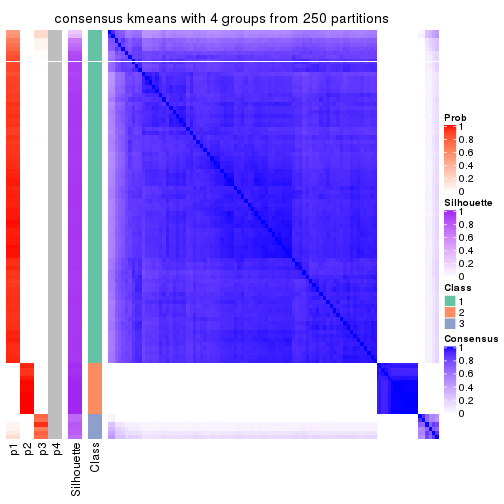 consensus kmeans with 4 groups from 250 partitions
Prob
1
0.8
0.6
0.4
0.2
0
Silhouette
1
0.8
0.6
0.4
0.2
0
Class
1
2
3
Consensus
1
0.8
0.6
0.4
0.2
0
p1
p2
p3
p4
Silhouette
Class